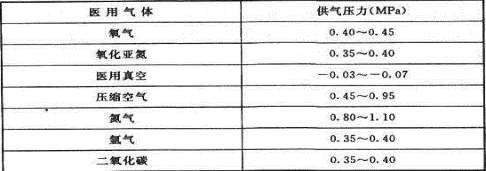 医用气体 供气压力(MPa)
氧气 0.40~0.45
氧化亚氮 0.35~0.40
医用真空 -0.03~-0.07
压缩空气 0.45~0.95
氮气 0.80~1.10
氩气 0.35~0.40
二氧化碳 0.35~0.40